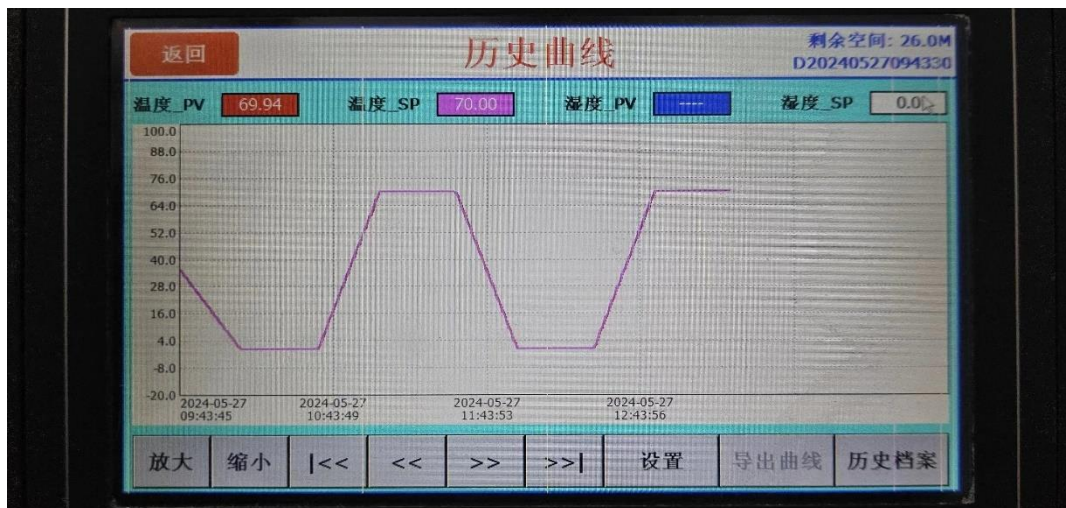 返回
历史曲线
剩余空间: 26.0M
D20240527094330
温度_PV 69.94 温度_SP 70.00 湿度_PV ---- 湿度_SP 0.0
100.0
88.0
76.0
64.0
52.0
40.0
28.0
16.0
4.0
-8.0
-20.0
2024-05-27 2024-05-27 2024-05-27 2024-05-27
09:43:45 10:43:49 11:43:53 12:43:56
放大 缩小 |<< << >> >>| 设置 导出曲线 历史档案